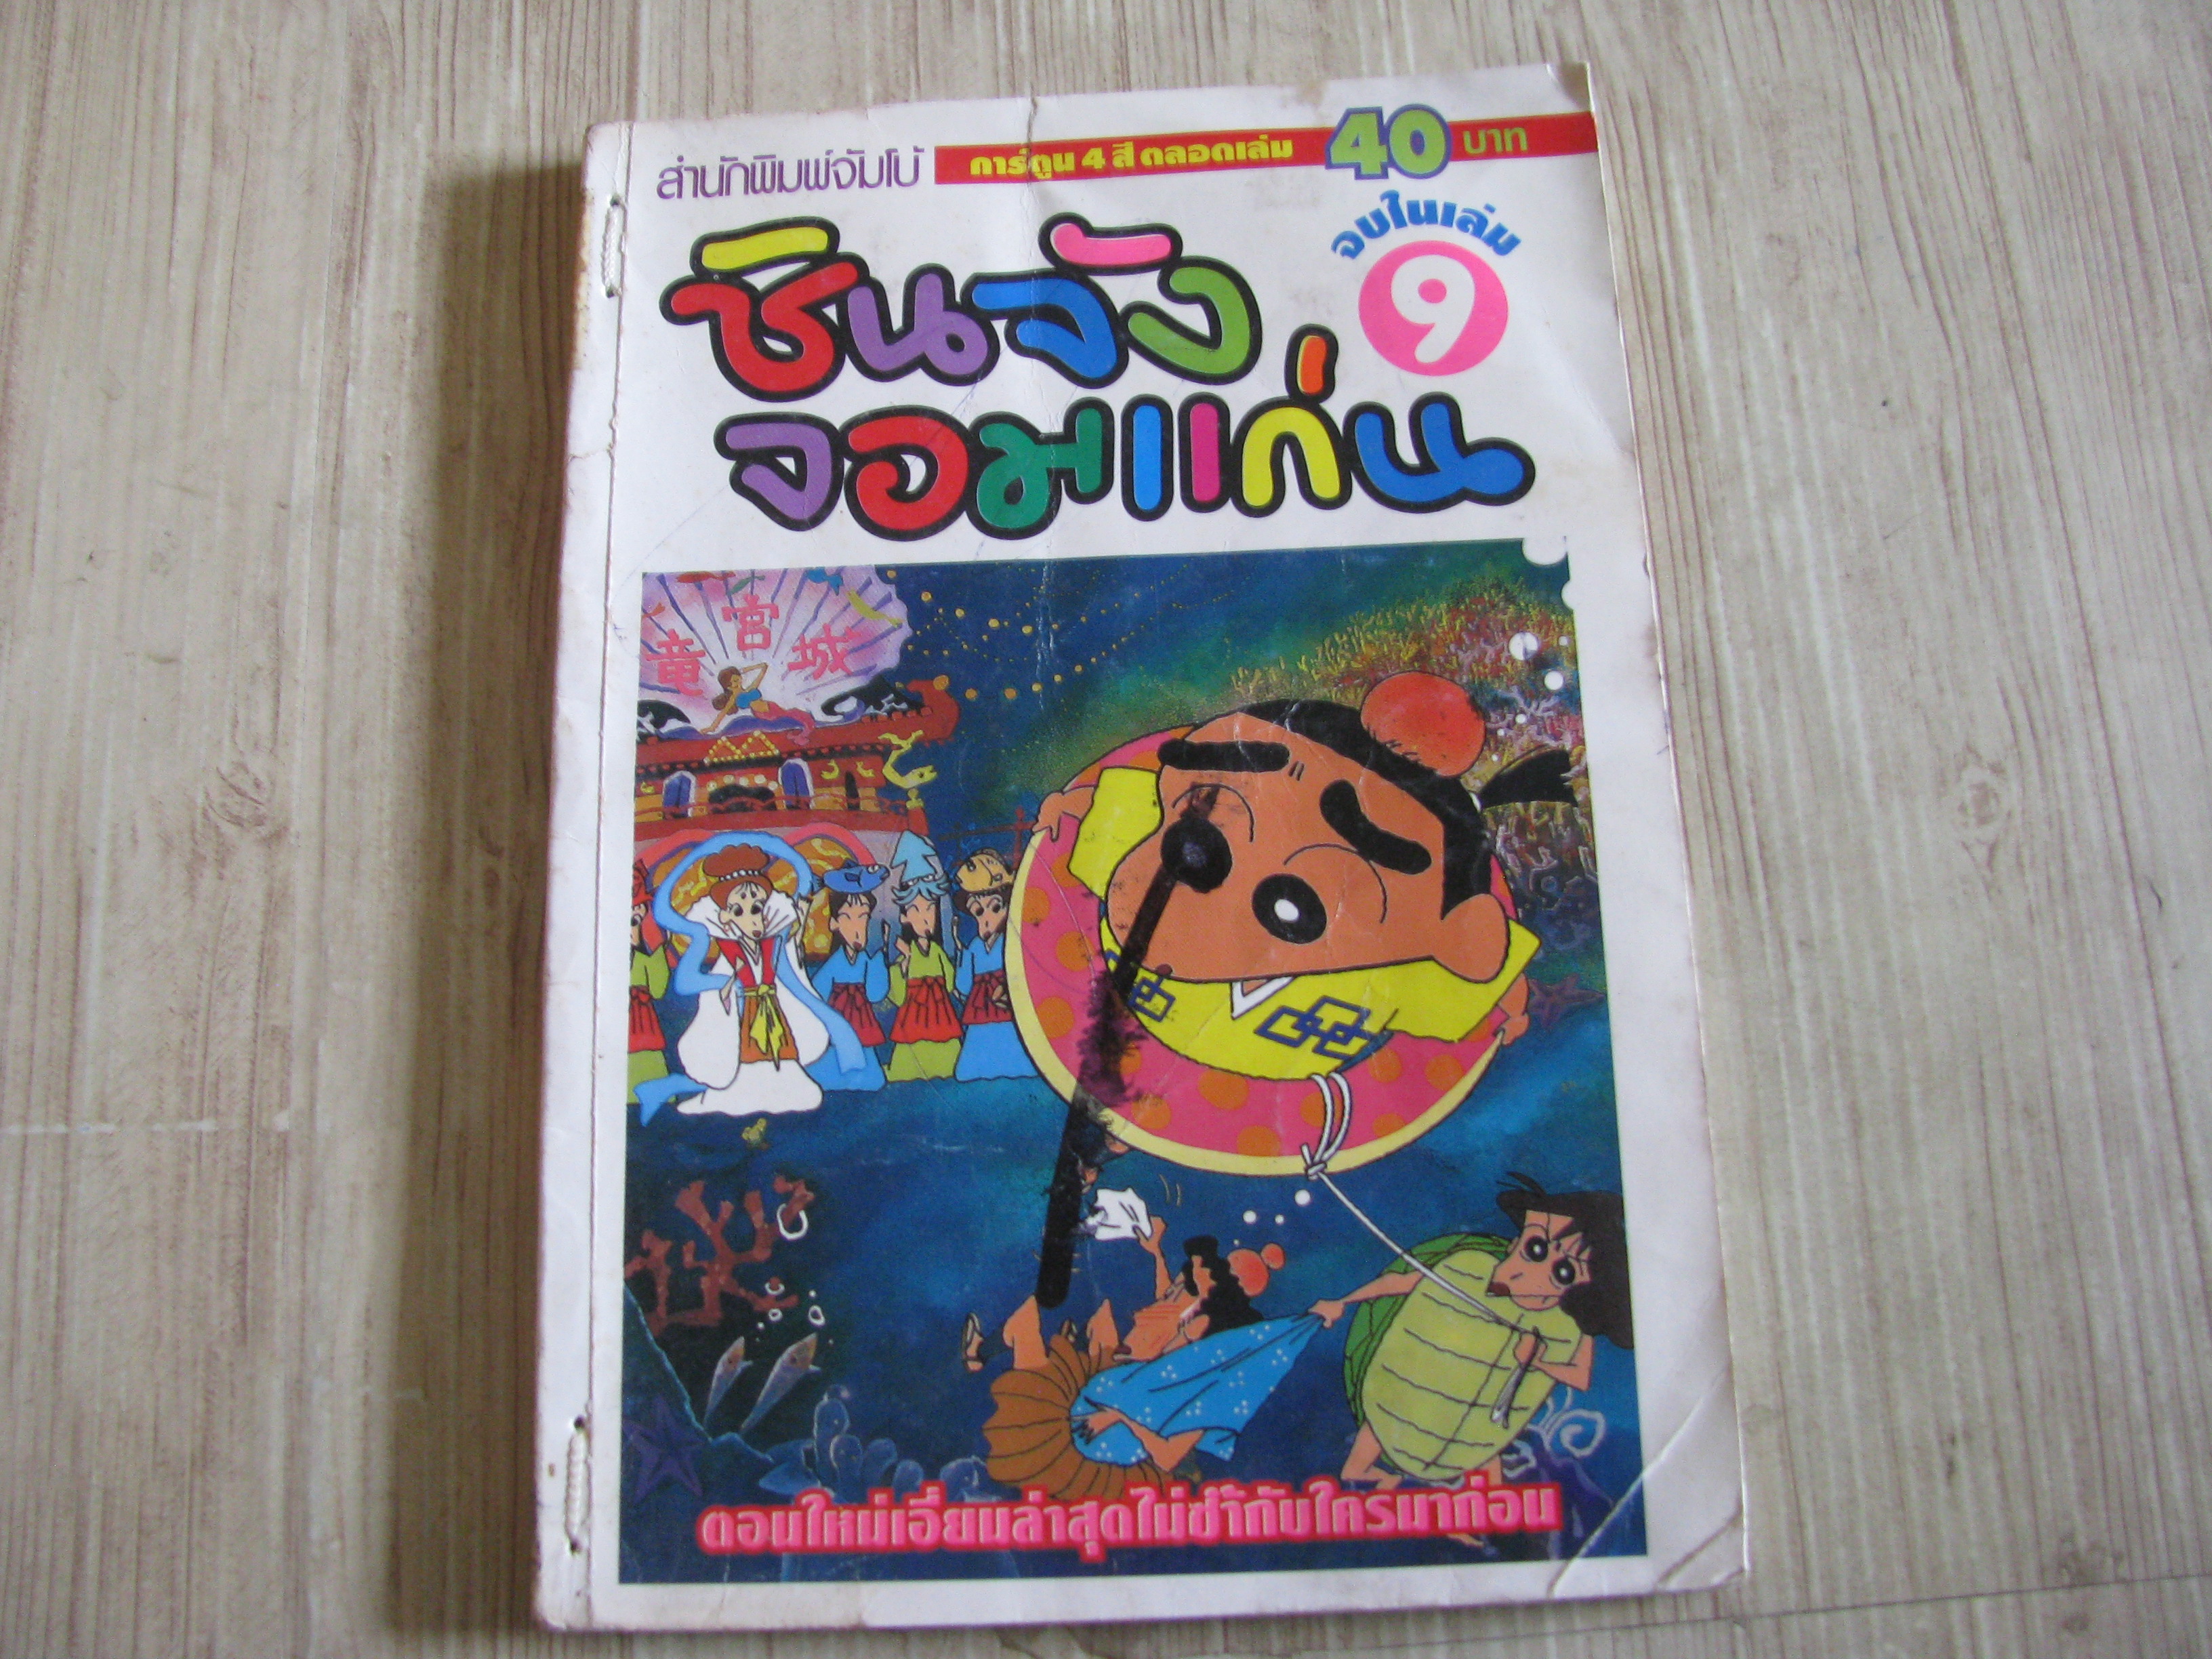 สำนักพิมพ์จัมโบ้ การ์ตูน 4 สี ตลอดเล่ม 40 บาท
จบในเล่ม
9
ชินจัง
จอมแก่น
竜宮城
ตอนใหม่เอี่ยมล่าสุดไม่ซ้ำกับใครมาก่อน